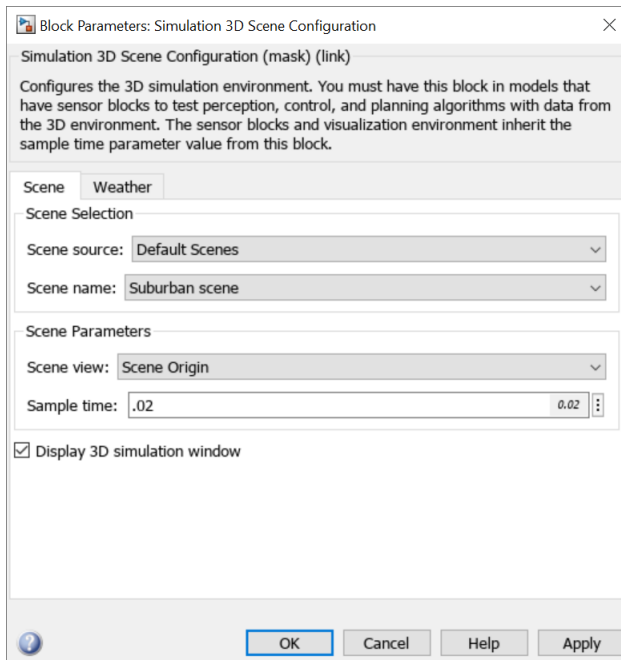 Block Parameters: Simulation 3D Scene Configuration
Simulation 3D Scene Configuration (mask) (link)
Configures the 3D simulation environment. You must have this block in models that
have sensor blocks to test perception, control, and planning algorithms with data from
the 3D environment. The sensor blocks and visualization environment inherit the
sample time parameter value from this block.
Scene Weather
Scene Selection
Scene source: Default Scenes
Scene name: Suburban scene
Scene Parameters
Scene view: Scene Origin
Sample time: .02 0.02
Display 3D simulation window
? OK Cancel Help Apply